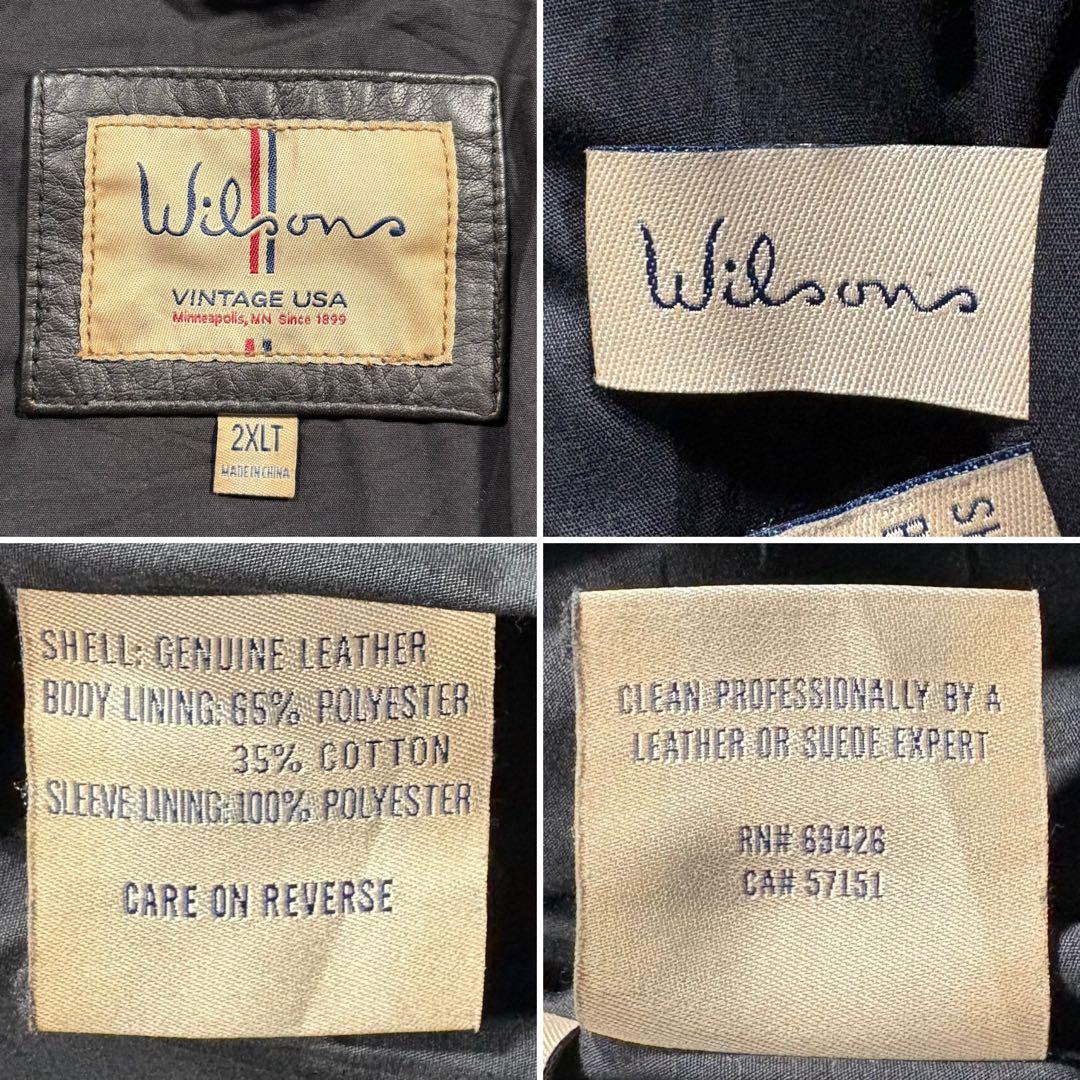 Wilsons
VINTAGE USA
Minneapolis, MN Since 1899
2XLT
MADE IN CHINA
Wilsons
SHELL: GENUINE LEATHER
BODY LINING: 65% POLYESTER
35% COTTON
SLEEVE LINING: 100% POLYESTER
CARE ON REVERSE
CLEAN PROFESSIONALLY BY A
LEATHER OR SUEDE EXPERT
RN# 69426
CA# 57151